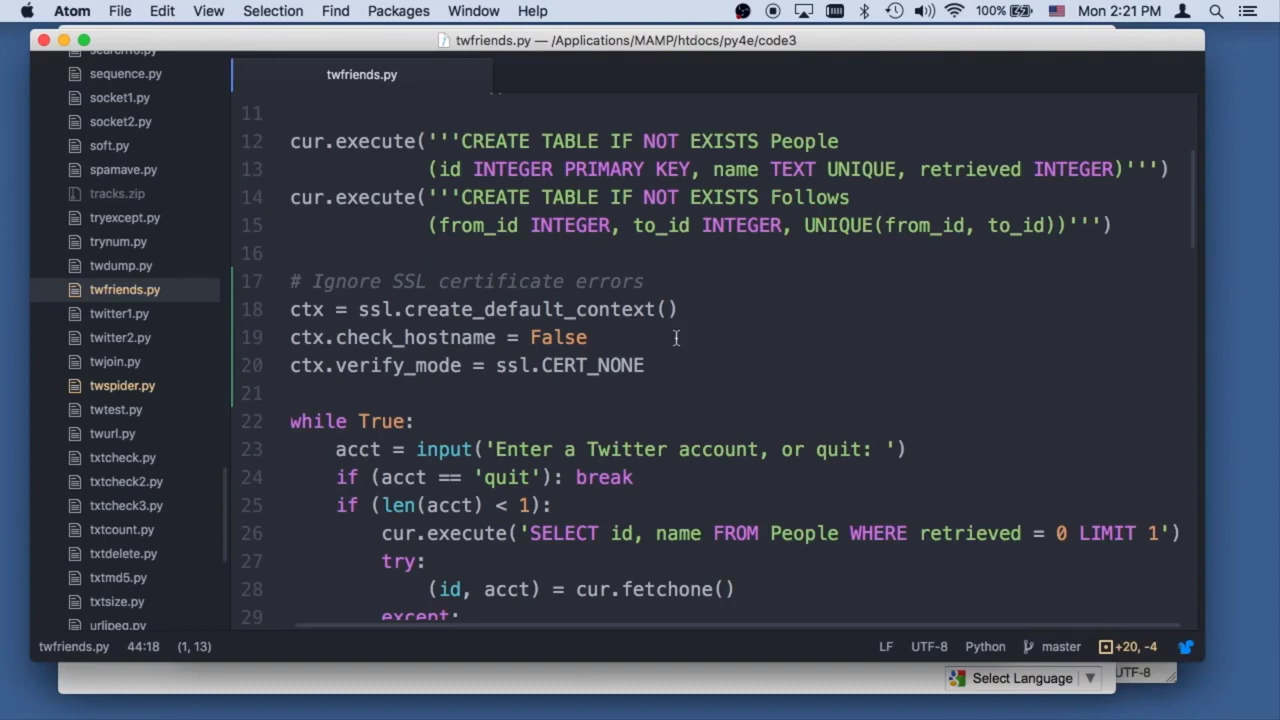 Atom File Edit View Selection Find Packages Window Help 100% Mon 2:21 PM
twfriends.py — /Applications/MAMP/htdocs/py4e/code3
sequence.py
socket1.py
socket2.py
soft.py
spamave.py
tracks.zip
tryexcept.py
trynum.py
twdump.py
twfriends.py
twitter1.py
twitter2.py
twjoin.py
twspider.py
twtest.py
twurl.py
txtcheck.py
txtcheck2.py
txtcheck3.py
txtcount.py
txtdelete.py
txtmd5.py
txtsize.py
urljpeg.py
twfriends.py
11
12 cur.execute('''CREATE TABLE IF NOT EXISTS People
13 (id INTEGER PRIMARY KEY, name TEXT UNIQUE, retrieved INTEGER)''')
14 cur.execute('''CREATE TABLE IF NOT EXISTS Follows
15 (from_id INTEGER, to_id INTEGER, UNIQUE(from_id, to_id))''')
16
17 # Ignore SSL certificate errors
18 ctx = ssl.create_default_context()
19 ctx.check_hostname = False
20 ctx.verify_mode = ssl.CERT_NONE
21
22 while True:
23 acct = input('Enter a Twitter account, or quit: ')
24 if (acct == 'quit'): break
25 if (len(acct) < 1):
26 cur.execute('SELECT id, name FROM People WHERE retrieved = 0 LIMIT 1')
27 try:
28 (id, acct) = cur.fetchone()
29 except:
twfriends.py 44:18 (1, 13) LF UTF-8 Python master +20, -4
Select Language UTF-8